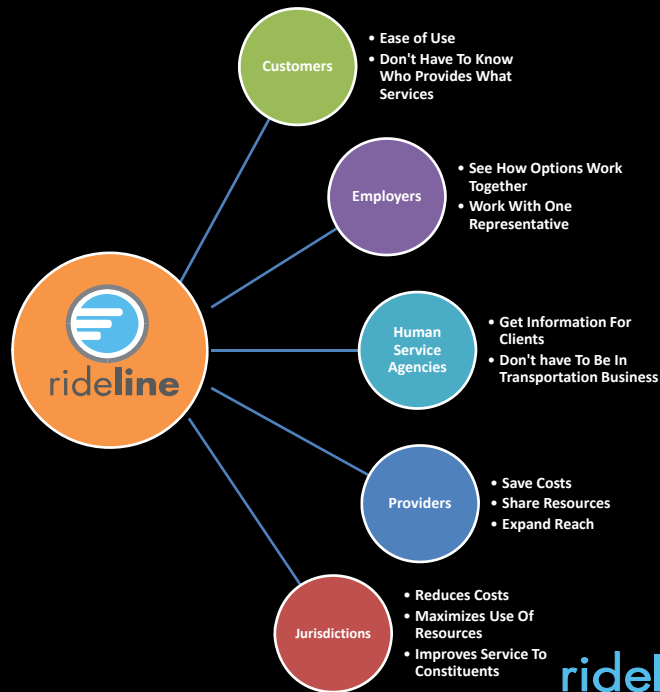 Customers
• Ease of Use
• Don't Have To Know
Who Provides What
Services
Employers
• See How Options Work
Together
• Work With One
Representative
rideline
Human
Service
Agencies
• Get Information For
Clients
• Don't have To Be In
Transportation Business
Providers
• Save Costs
• Share Resources
• Expand Reach
Jurisdictions
• Reduces Costs
• Maximizes Use Of
Resources
• Improves Service To
Constituents